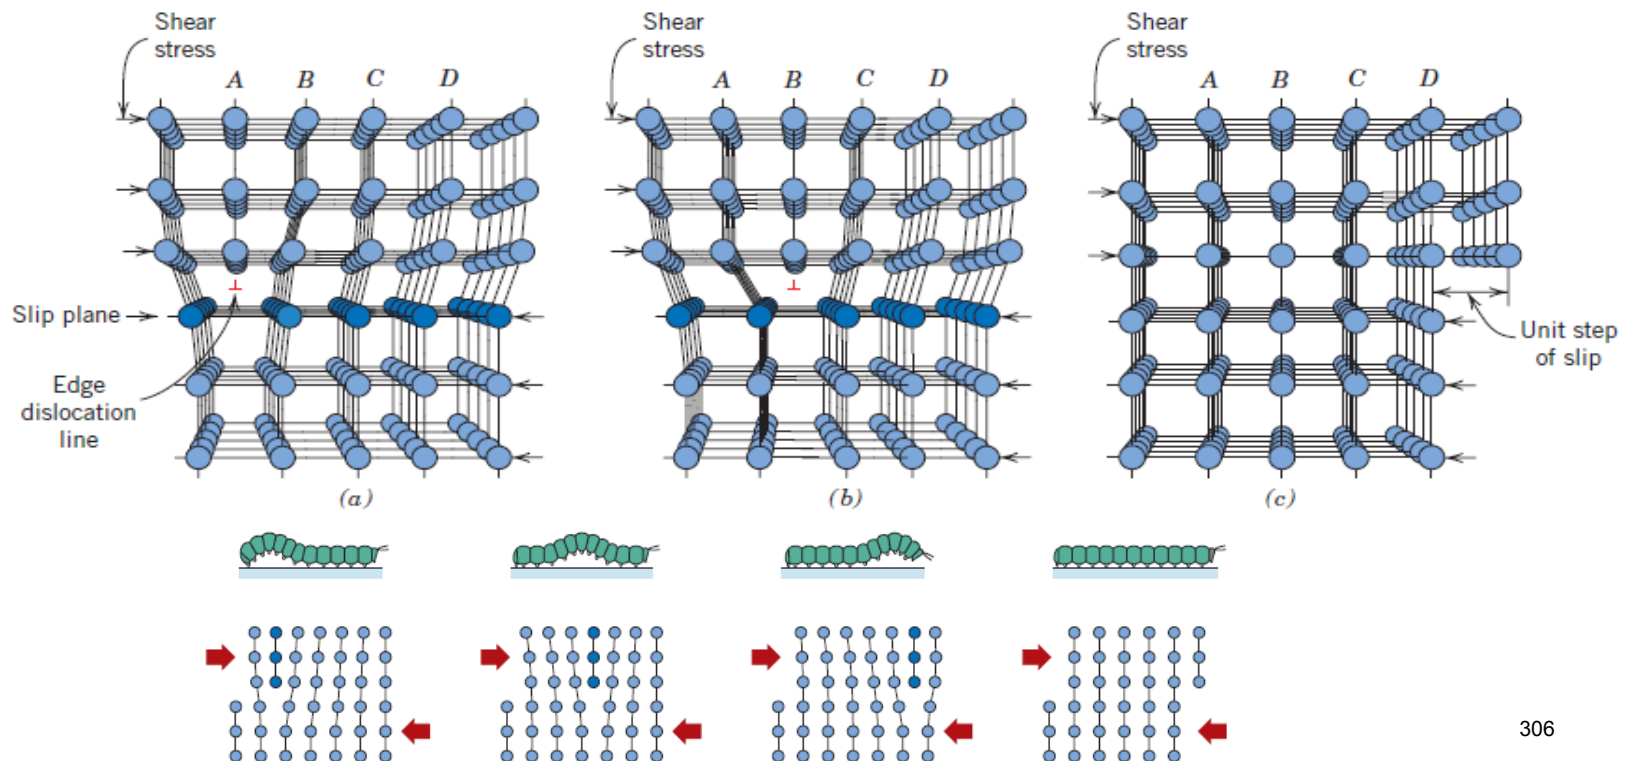 Shear
stress
A B C D
Shear
stress
A B C D
Shear
stress
A B C D
Slip plane
Edge
dislocation
line
Unit step
of slip
(a)
(b)
(c)
306